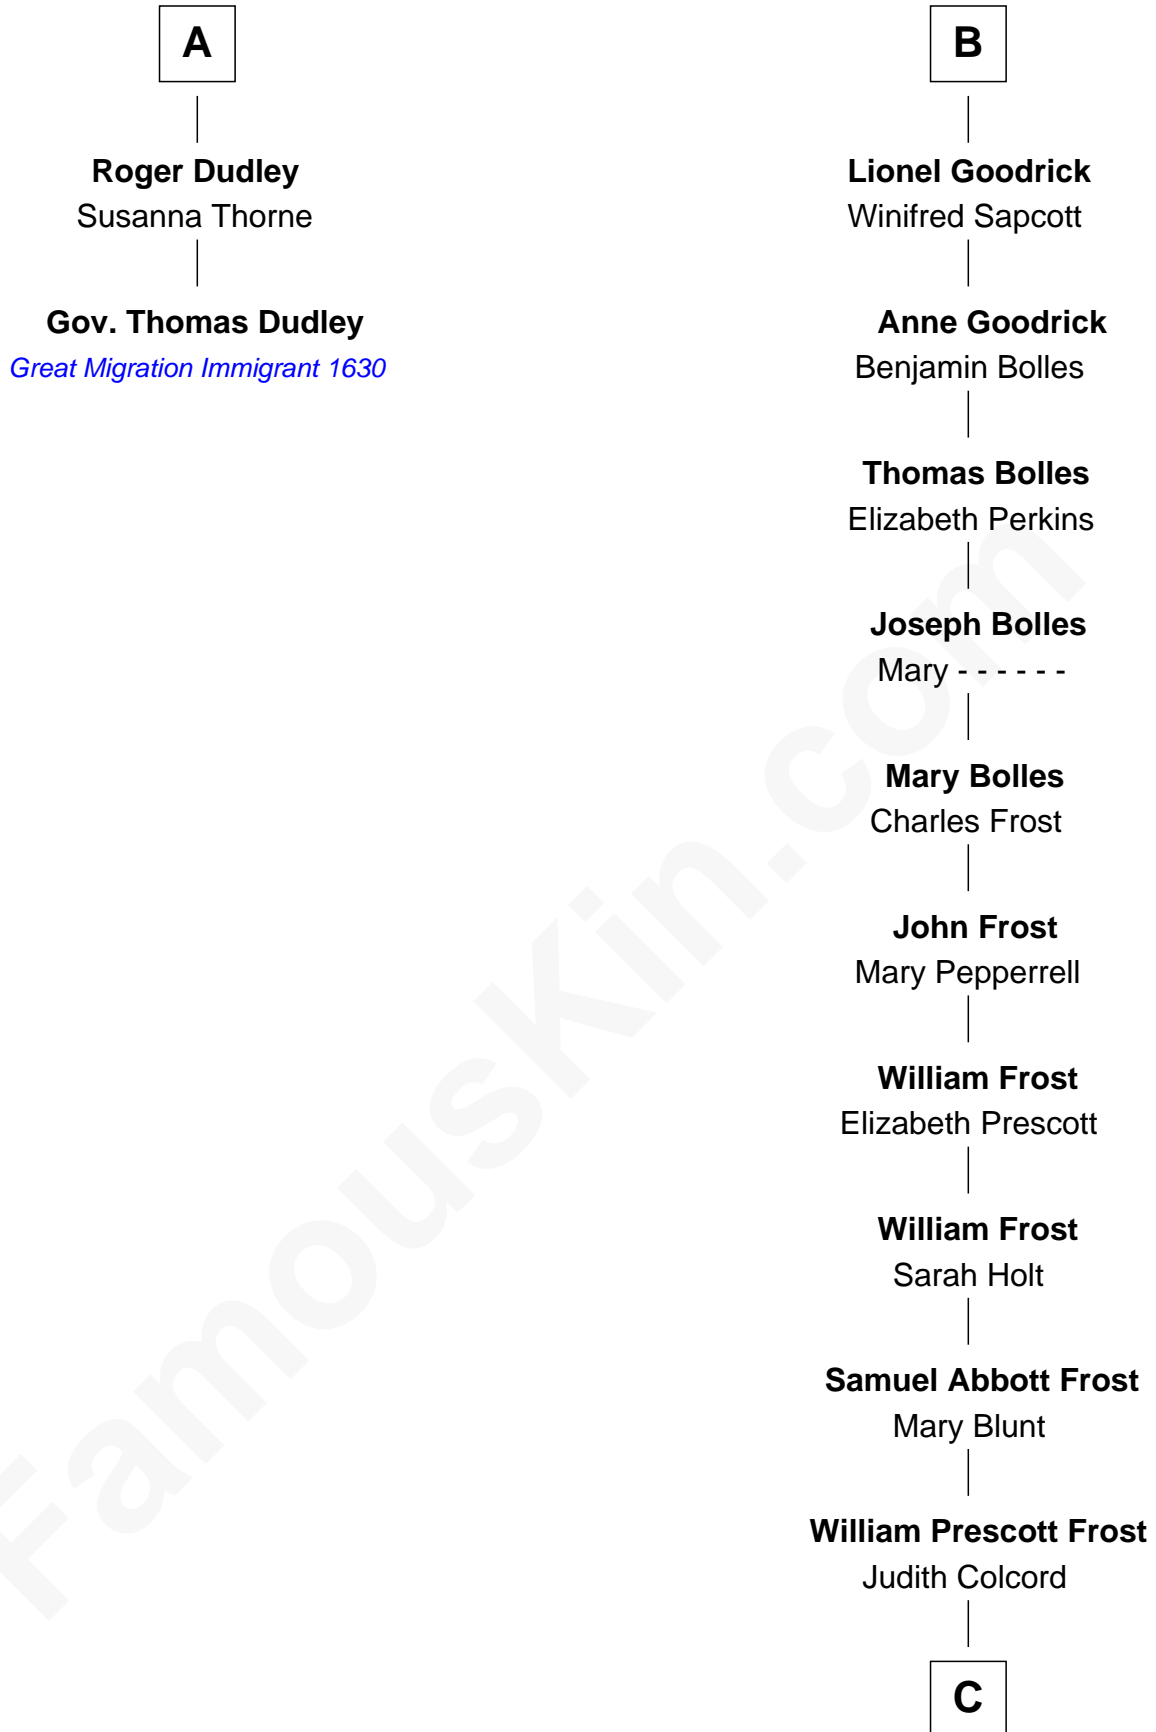 A
Roger Dudley
Susanna Thorne
Gov. Thomas Dudley
Great Migration Immigrant 1630
B
Lionel Goodrick
Winifred Sapcott
Anne Goodrick
Benjamin Bolles
Thomas Bolles
Elizabeth Perkins
Joseph Bolles
Mary - - - - - -
Mary Bolles
Charles Frost
John Frost
Mary Pepperrell
William Frost
Elizabeth Prescott
William Frost
Sarah Holt
Samuel Abbott Frost
Mary Blunt
William Prescott Frost
Judith Colcord
C
FamousKin.com